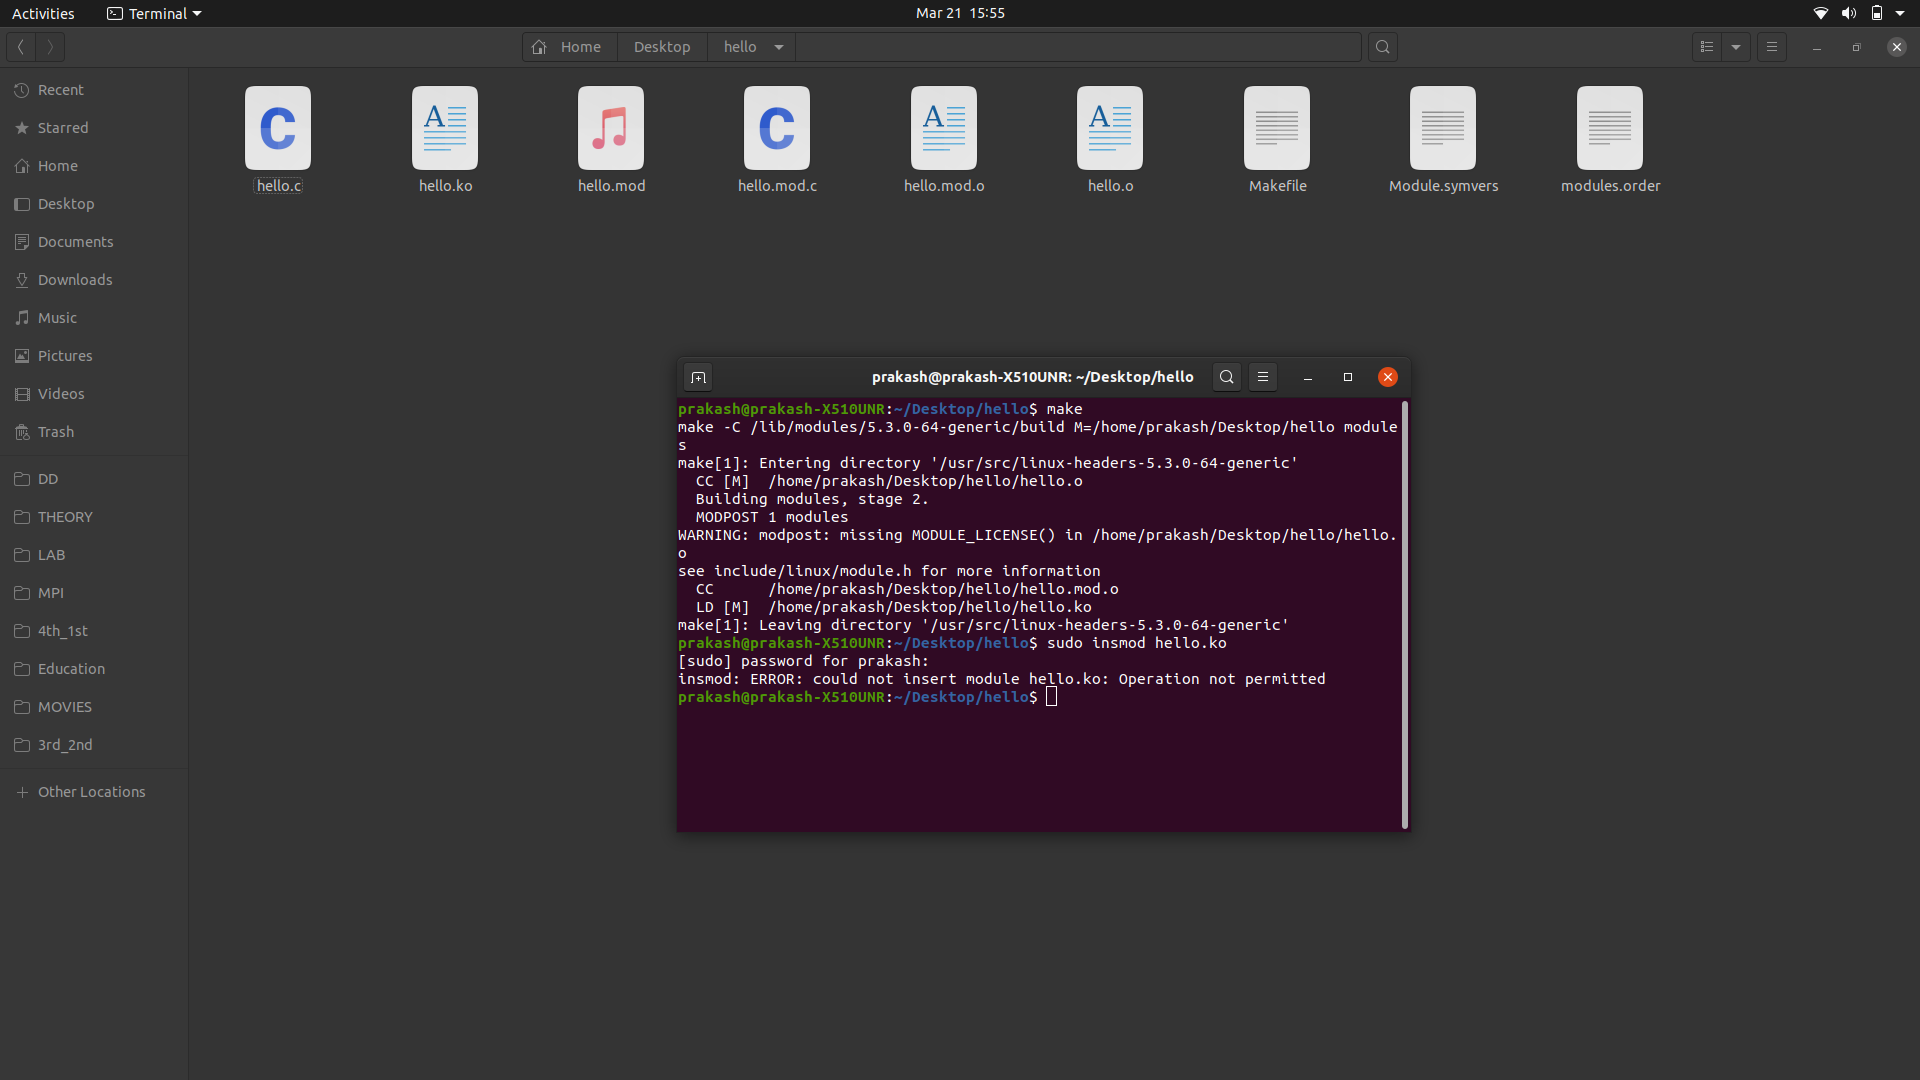 Activities
Terminal
Mar 21 15:55
Home
Desktop
hello
Recent
Starred
Home
Desktop
Documents
Downloads
Music
Pictures
Videos
Trash
DD
THEORY
LAB
MPI
4th_1st
Education
MOVIES
3rd_2nd
Other Locations
hello.c
hello.ko
hello.mod
hello.mod.c
hello.mod.o
hello.o
Makefile
Module.symvers
modules.order
prakash@prakash-X510UNR: ~/Desktop/hello
prakash@prakash-X510UNR:~/Desktop/hello$ make
make -C /lib/modules/5.3.0-64-generic/build M=/home/prakash/Desktop/hello module
s
make[1]: Entering directory '/usr/src/linux-headers-5.3.0-64-generic'
CC [M]  /home/prakash/Desktop/hello/hello.o
Building modules, stage 2.
MODPOST 1 modules
WARNING: modpost: missing MODULE_LICENSE() in /home/prakash/Desktop/hello/hello.
o
see include/linux/module.h for more information
CC      /home/prakash/Desktop/hello/hello.mod.o
LD [M]  /home/prakash/Desktop/hello/hello.ko
make[1]: Leaving directory '/usr/src/linux-headers-5.3.0-64-generic'
prakash@prakash-X510UNR:~/Desktop/hello$ sudo insmod hello.ko
[sudo] password for prakash:
insmod: ERROR: could not insert module hello.ko: Operation not permitted
prakash@prakash-X510UNR:~/Desktop/hello$